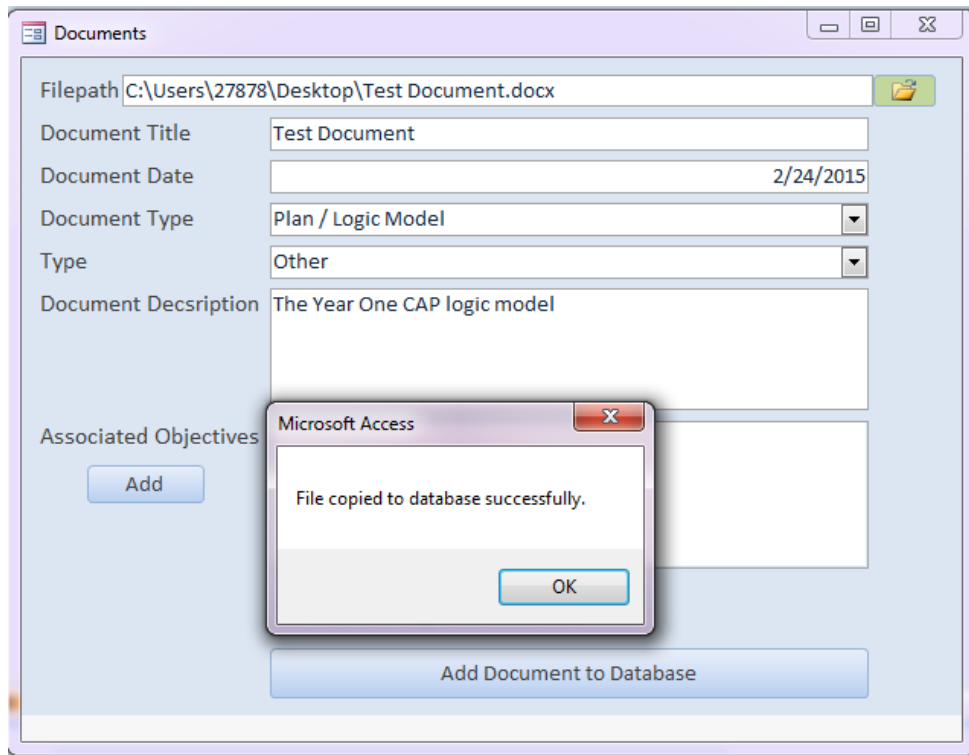 Documents
Filepath C:\Users\27878\Desktop\Test Document.docx
Document Title Test Document
Document Date 2/24/2015
Document Type Plan / Logic Model
Type Other
Document Decsription The Year One CAP logic model
Associated Objectives
Add
Microsoft Access
File copied to database successfully.
OK
Add Document to Database